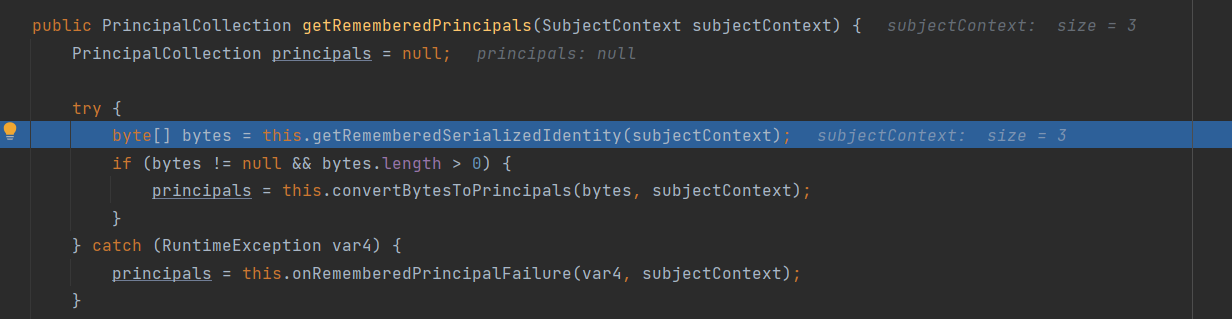 public PrincipalCollection getRememberedPrincipals(SubjectContext subjectContext) {   subjectContext:  size = 3
    PrincipalCollection principals = null;   principals: null
    try {
        byte[] bytes = this.getRememberedSerializedIdentity(subjectContext);   subjectContext:  size = 3
        if (bytes != null && bytes.length > 0) {
            principals = this.convertBytesToPrincipals(bytes, subjectContext);
        }
    } catch (RuntimeException var4) {
        principals = this.onRememberedPrincipalFailure(var4, subjectContext);
    }